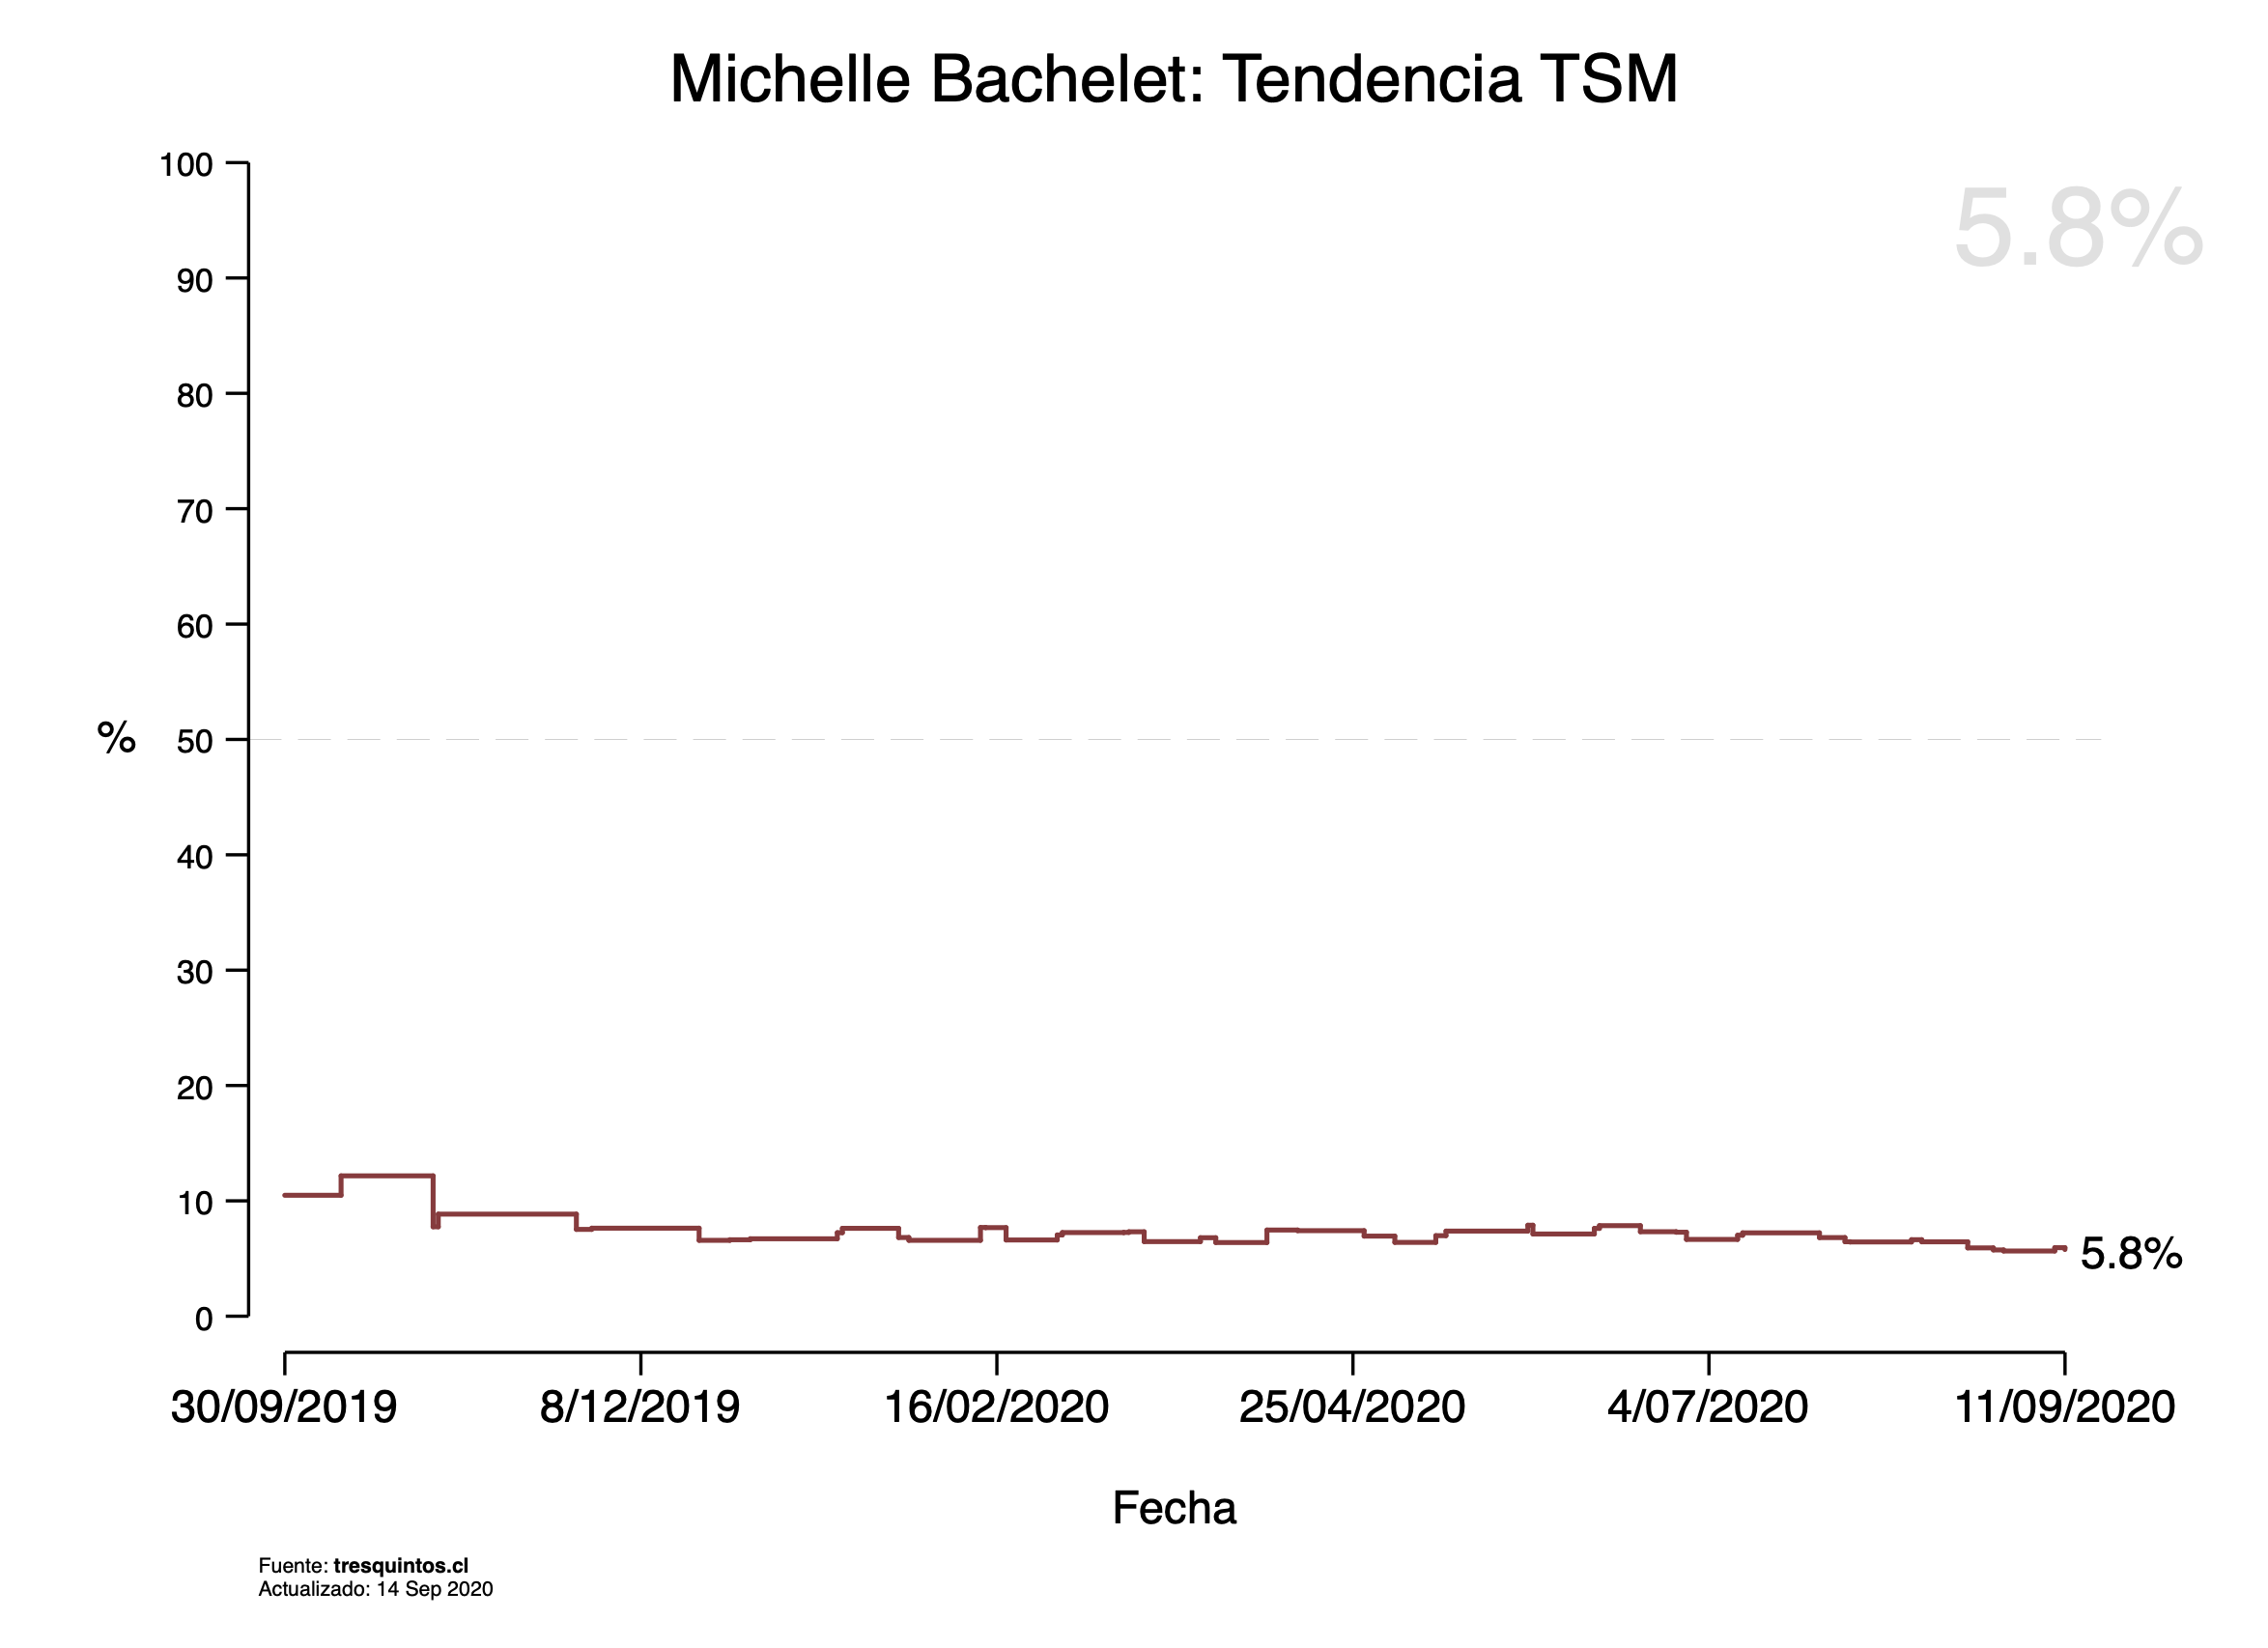 Michelle Bachelet: Tendencia TSM
5.8%
100
90
80
70
60
50
40
30
20
10
0
%
5.8%
30/09/2019 8/12/2019 16/02/2020 25/04/2020 4/07/2020 11/09/2020
Fecha
Fuente: tresquintos.cl
Actualizado: 14 Sep 2020